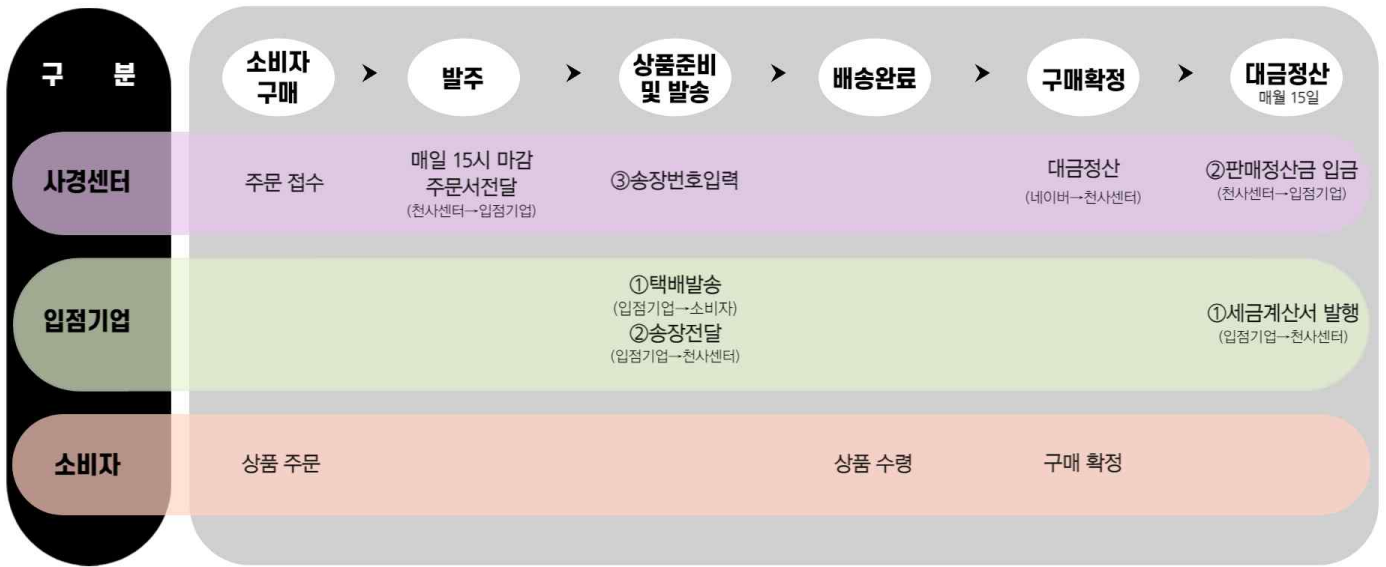 구 분
소비자
구매
➤
발주
➤
상품준비
및 발송
➤
배송완료
➤
구매확정
➤
대금정산
매월 15일
사경센터
주문 접수
매일 15시 마감
주문서전달
(천사센터→입점기업)
③송장번호입력
대금정산
(네이버→천사센터)
②판매정산금 입금
(천사센터→입점기업)
입점기업
①택배발송
(입점기업→소비자)
②송장전달
(입점기업→천사센터)
①세금계산서 발행
(입점기업→천사센터)
소비자
상품 주문
상품 수령
구매 확정